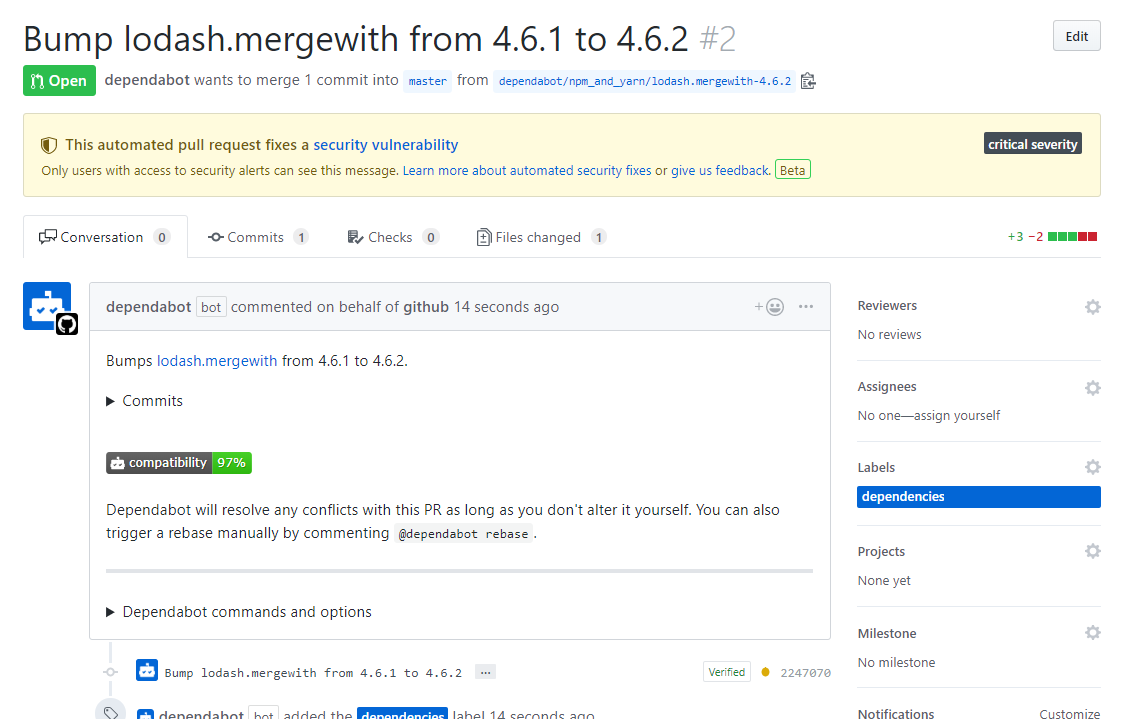 Bump lodash.mergewith from 4.6.1 to 4.6.2 #2
Edit
Open dependabot wants to merge 1 commit into master from dependabot/npm_and_yarn/lodash.mergewith-4.6.2
This automated pull request fixes a security vulnerability
critical severity
Only users with access to security alerts can see this message. Learn more about automated security fixes or give us feedback. Beta
Conversation 0 Commits 1 Checks 0 Files changed 1 +3 −2
dependabot bot commented on behalf of github 14 seconds ago
Bumps lodash.mergewith from 4.6.1 to 4.6.2.
Commits
compatibility 97%
Dependabot will resolve any conflicts with this PR as long as you don't alter it yourself. You can also
trigger a rebase manually by commenting @dependabot rebase .
Dependabot commands and options
Bump lodash.mergewith from 4.6.1 to 4.6.2 ... Verified 2247070
dependabot bot added the dependencies label 14 seconds ago
Reviewers
No reviews
Assignees
No one—assign yourself
Labels
dependencies
Projects
None yet
Milestone
No milestone
Notifications Customize